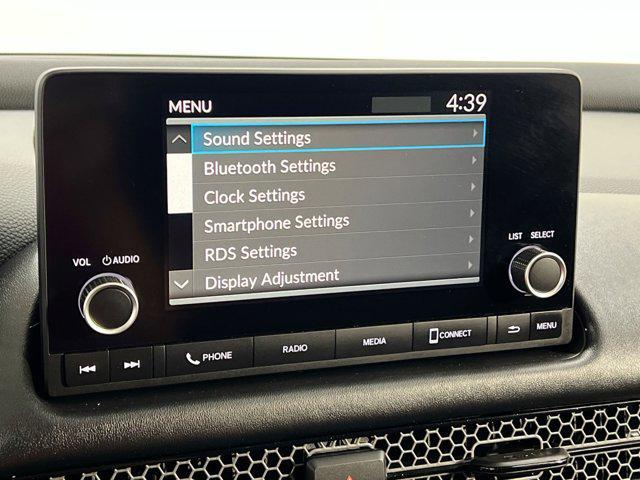 MENU 4:39
Sound Settings
Bluetooth Settings
Clock Settings
Smartphone Settings
RDS Settings
Display Adjustment
VOL AUDIO
LIST SELECT
PHONE RADIO MEDIA CONNECT MENU